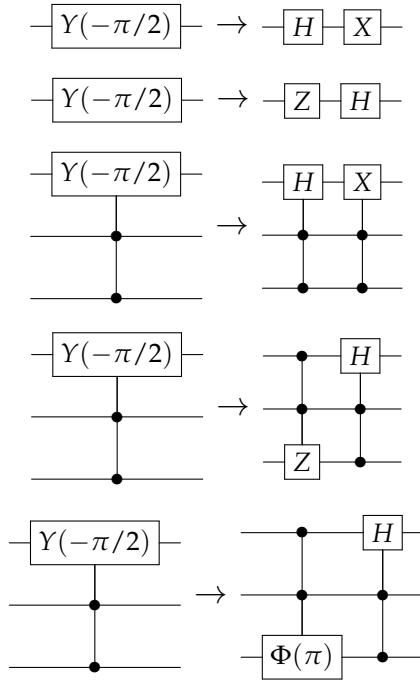 Y(−π/2) → H X
Y(−π/2) → Z H
Y(−π/2) → H X
Y(−π/2) → H
Z
Y(−π/2) → H
Φ(π)